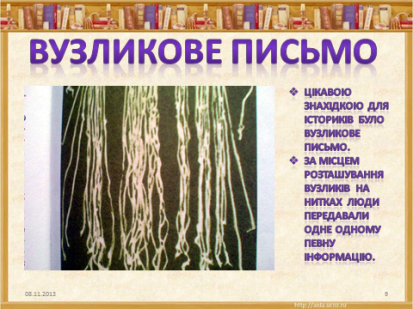 ВУЗЛИКОВЕ ПИСЬМО
❖ ЦІКАВОЮ
ЗНАХІДКОЮ ДЛЯ
ІСТОРИКІВ БУЛО
ВУЗЛИКОВЕ
ПИСЬМО.
❖ ЗА МІСЦЕМ
РОЗТАШУВАННЯ
ВУЗЛИКІВ НА
НИТКАХ ЛЮДИ
ПЕРЕДАВАЛИ
ОДНЕ ОДНОМУ
ПЕВНУ
ІНФОРМАЦІЮ.
08.11.2013
9